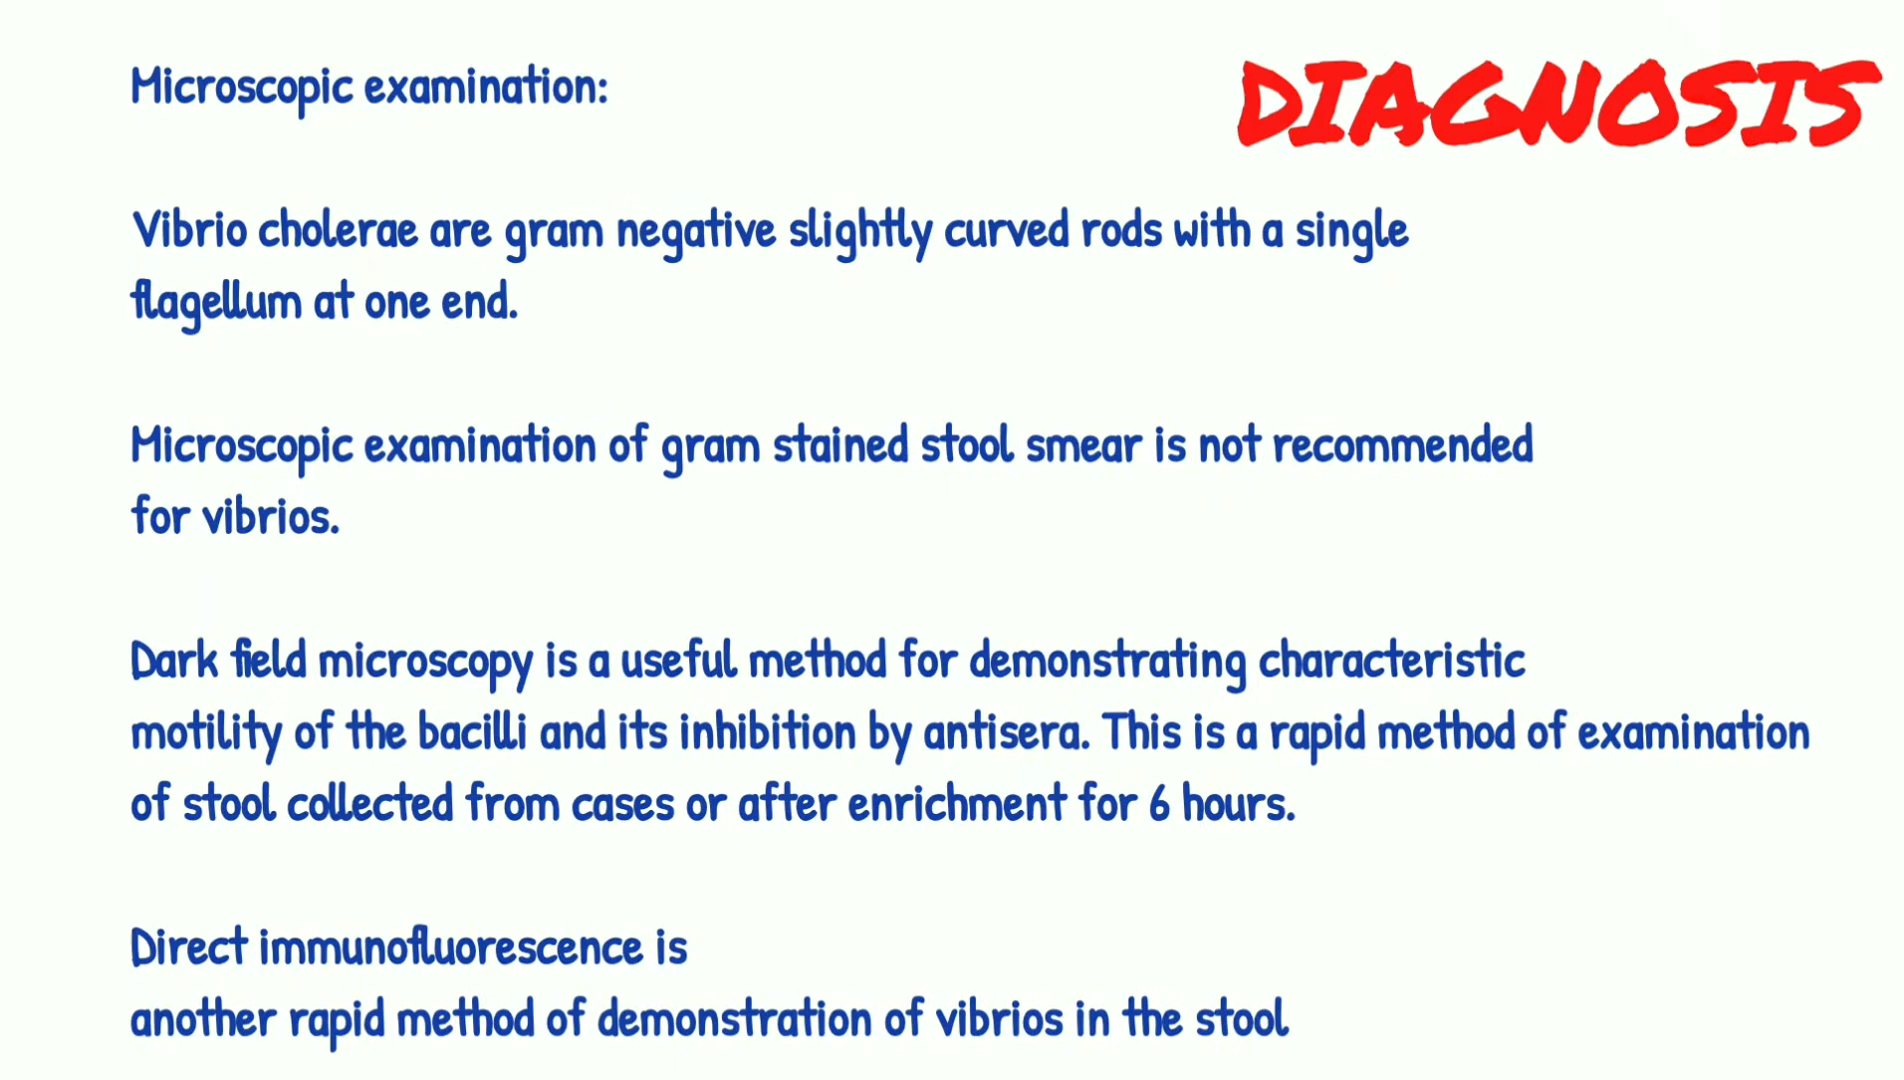 Microscopic examination:
DIAGNOSIS
Vibrio cholerae are gram negative slightly curved rods with a single
flagellum at one end.
Microscopic examination of gram stained stool smear is not recommended
for vibrios.
Dark field microscopy is a useful method for demonstrating characteristic
motility of the bacilli and its inhibition by antisera. This is a rapid method of examination
of stool collected from cases or after enrichment for 6 hours.
Direct immunofluorescence is
another rapid method of demonstration of vibrios in the stool